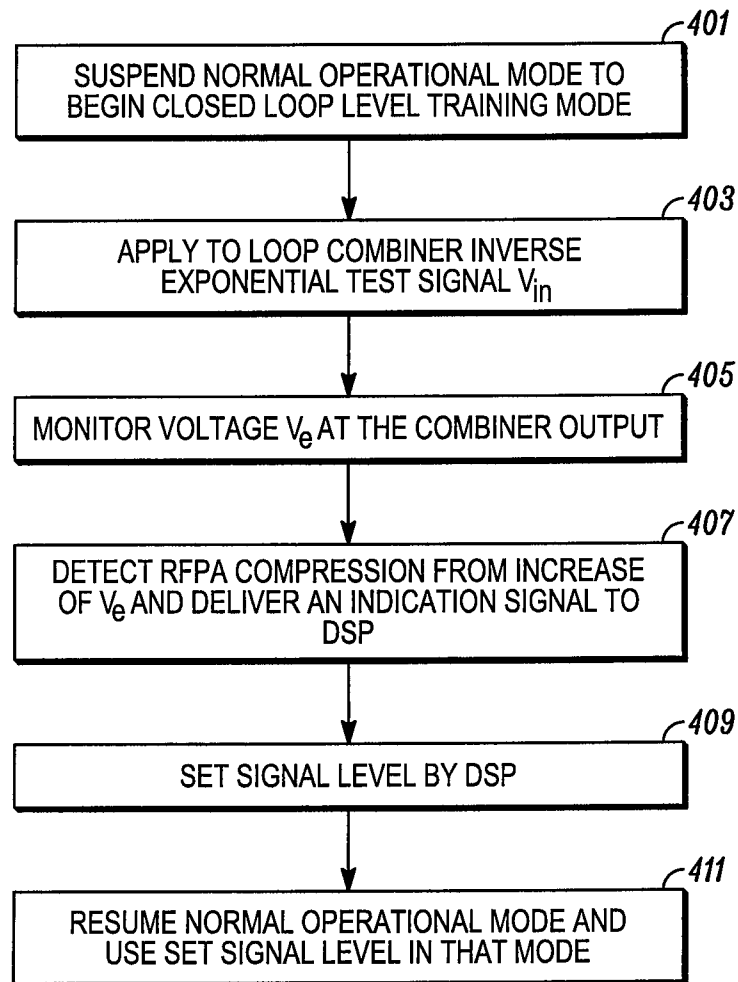 401
SUSPEND NORMAL OPERATIONAL MODE TO
BEGIN CLOSED LOOP LEVEL TRAINING MODE
403
APPLY TO LOOP COMBINER INVERSE
EXPONENTIAL TEST SIGNAL Vin
405
MONITOR VOLTAGE Ve AT THE COMBINER OUTPUT
407
DETECT RFPA COMPRESSION FROM INCREASE
OF Ve AND DELIVER AN INDICATION SIGNAL TO
DSP
409
SET SIGNAL LEVEL BY DSP
411
RESUME NORMAL OPERATIONAL MODE AND
USE SET SIGNAL LEVEL IN THAT MODE